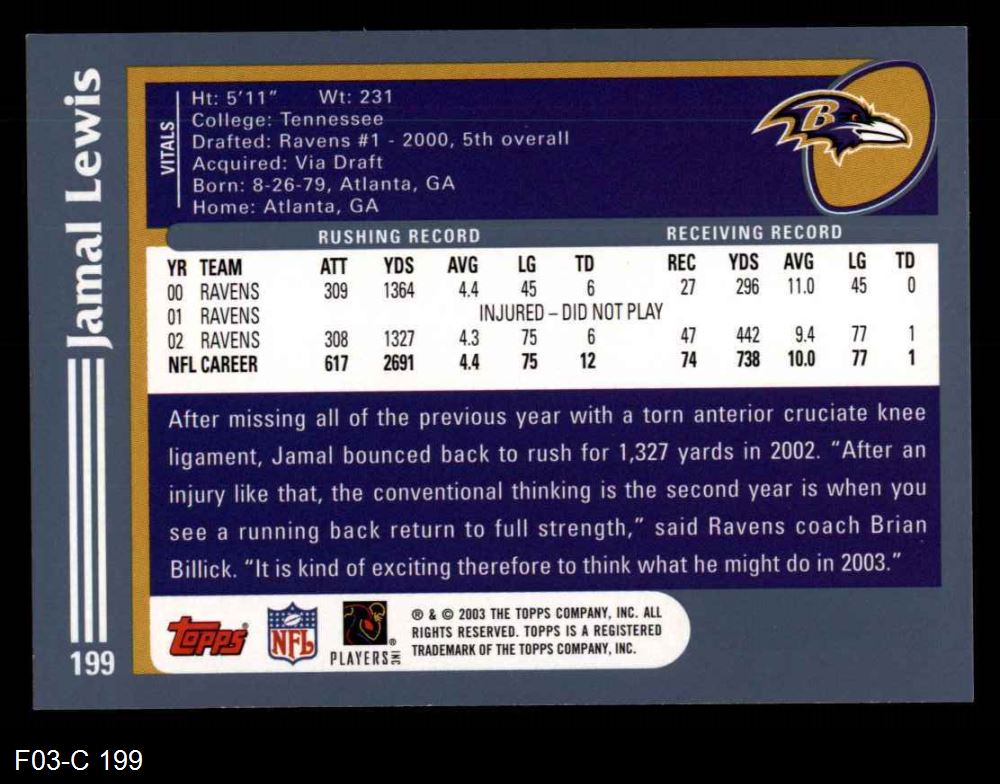 Jamal Lewis
199
VITALS
Ht: 5'11" Wt: 231
College: Tennessee
Drafted: Ravens #1 - 2000, 5th overall
Acquired: Via Draft
Born: 8-26-79, Atlanta, GA
Home: Atlanta, GA
B
RUSHING RECORD RECEIVING RECORD
YR TEAM ATT YDS AVG LG TD REC YDS AVG LG TD
00 RAVENS 309 1364 4.4 45 6 27 296 11.0 45 0
01 RAVENS INJURED – DID NOT PLAY
02 RAVENS 308 1327 4.3 75 6 47 442 9.4 77 1
NFL CAREER 617 2691 4.4 75 12 74 738 10.0 77 1
After missing all of the previous year with a torn anterior cruciate knee
ligament, Jamal bounced back to rush for 1,327 yards in 2002. “After an
injury like that, the conventional thinking is the second year is when you
see a running back return to full strength,” said Ravens coach Brian
Billick. “It is kind of exciting therefore to think what he might do in 2003.”
Topps®
NFL
PLAYERS INC ®
® & © 2003 THE TOPPS COMPANY, INC. ALL
RIGHTS RESERVED. TOPPS IS A REGISTERED
TRADEMARK OF THE TOPPS COMPANY, INC.
F03-C 199